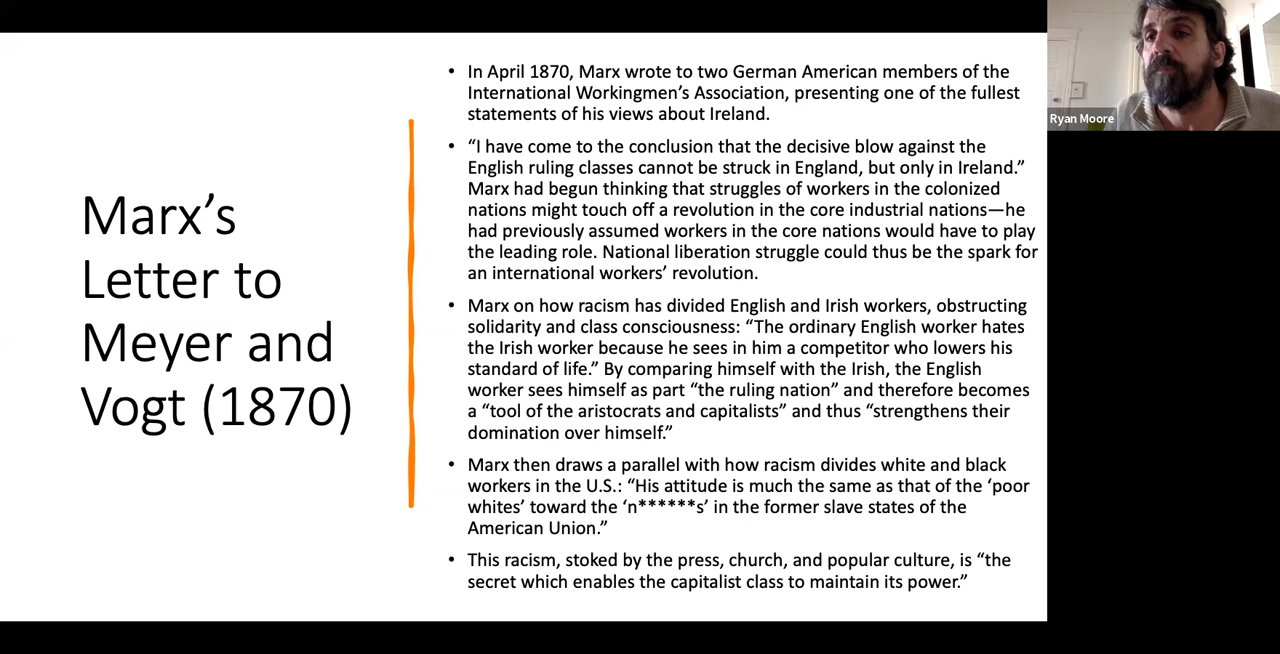 Marx’s
Letter to
Meyer and
Vogt (1870)
• In April 1870, Marx wrote to two German American members of the
International Workingmen’s Association, presenting one of the fullest
statements of his views about Ireland.
• “I have come to the conclusion that the decisive blow against the
English ruling classes cannot be struck in England, but only in Ireland.”
Marx had begun thinking that struggles of workers in the colonized
nations might touch off a revolution in the core industrial nations—he
had previously assumed workers in the core nations would have to play
the leading role. National liberation struggle could thus be the spark for
an international workers’ revolution.
• Marx on how racism has divided English and Irish workers, obstructing
solidarity and class consciousness: “The ordinary English worker hates
the Irish worker because he sees in him a competitor who lowers his
standard of life.” By comparing himself with the Irish, the English
worker sees himself as part “the ruling nation” and therefore becomes
a “tool of the aristocrats and capitalists” and thus “strengthens their
domination over himself.”
• Marx then draws a parallel with how racism divides white and black
workers in the U.S.: “His attitude is much the same as that of the ‘poor
whites’ toward the ‘n******s’ in the former slave states of the
American Union.”
• This racism, stoked by the press, church, and popular culture, is “the
secret which enables the capitalist class to maintain its power.”
Ryan Moore